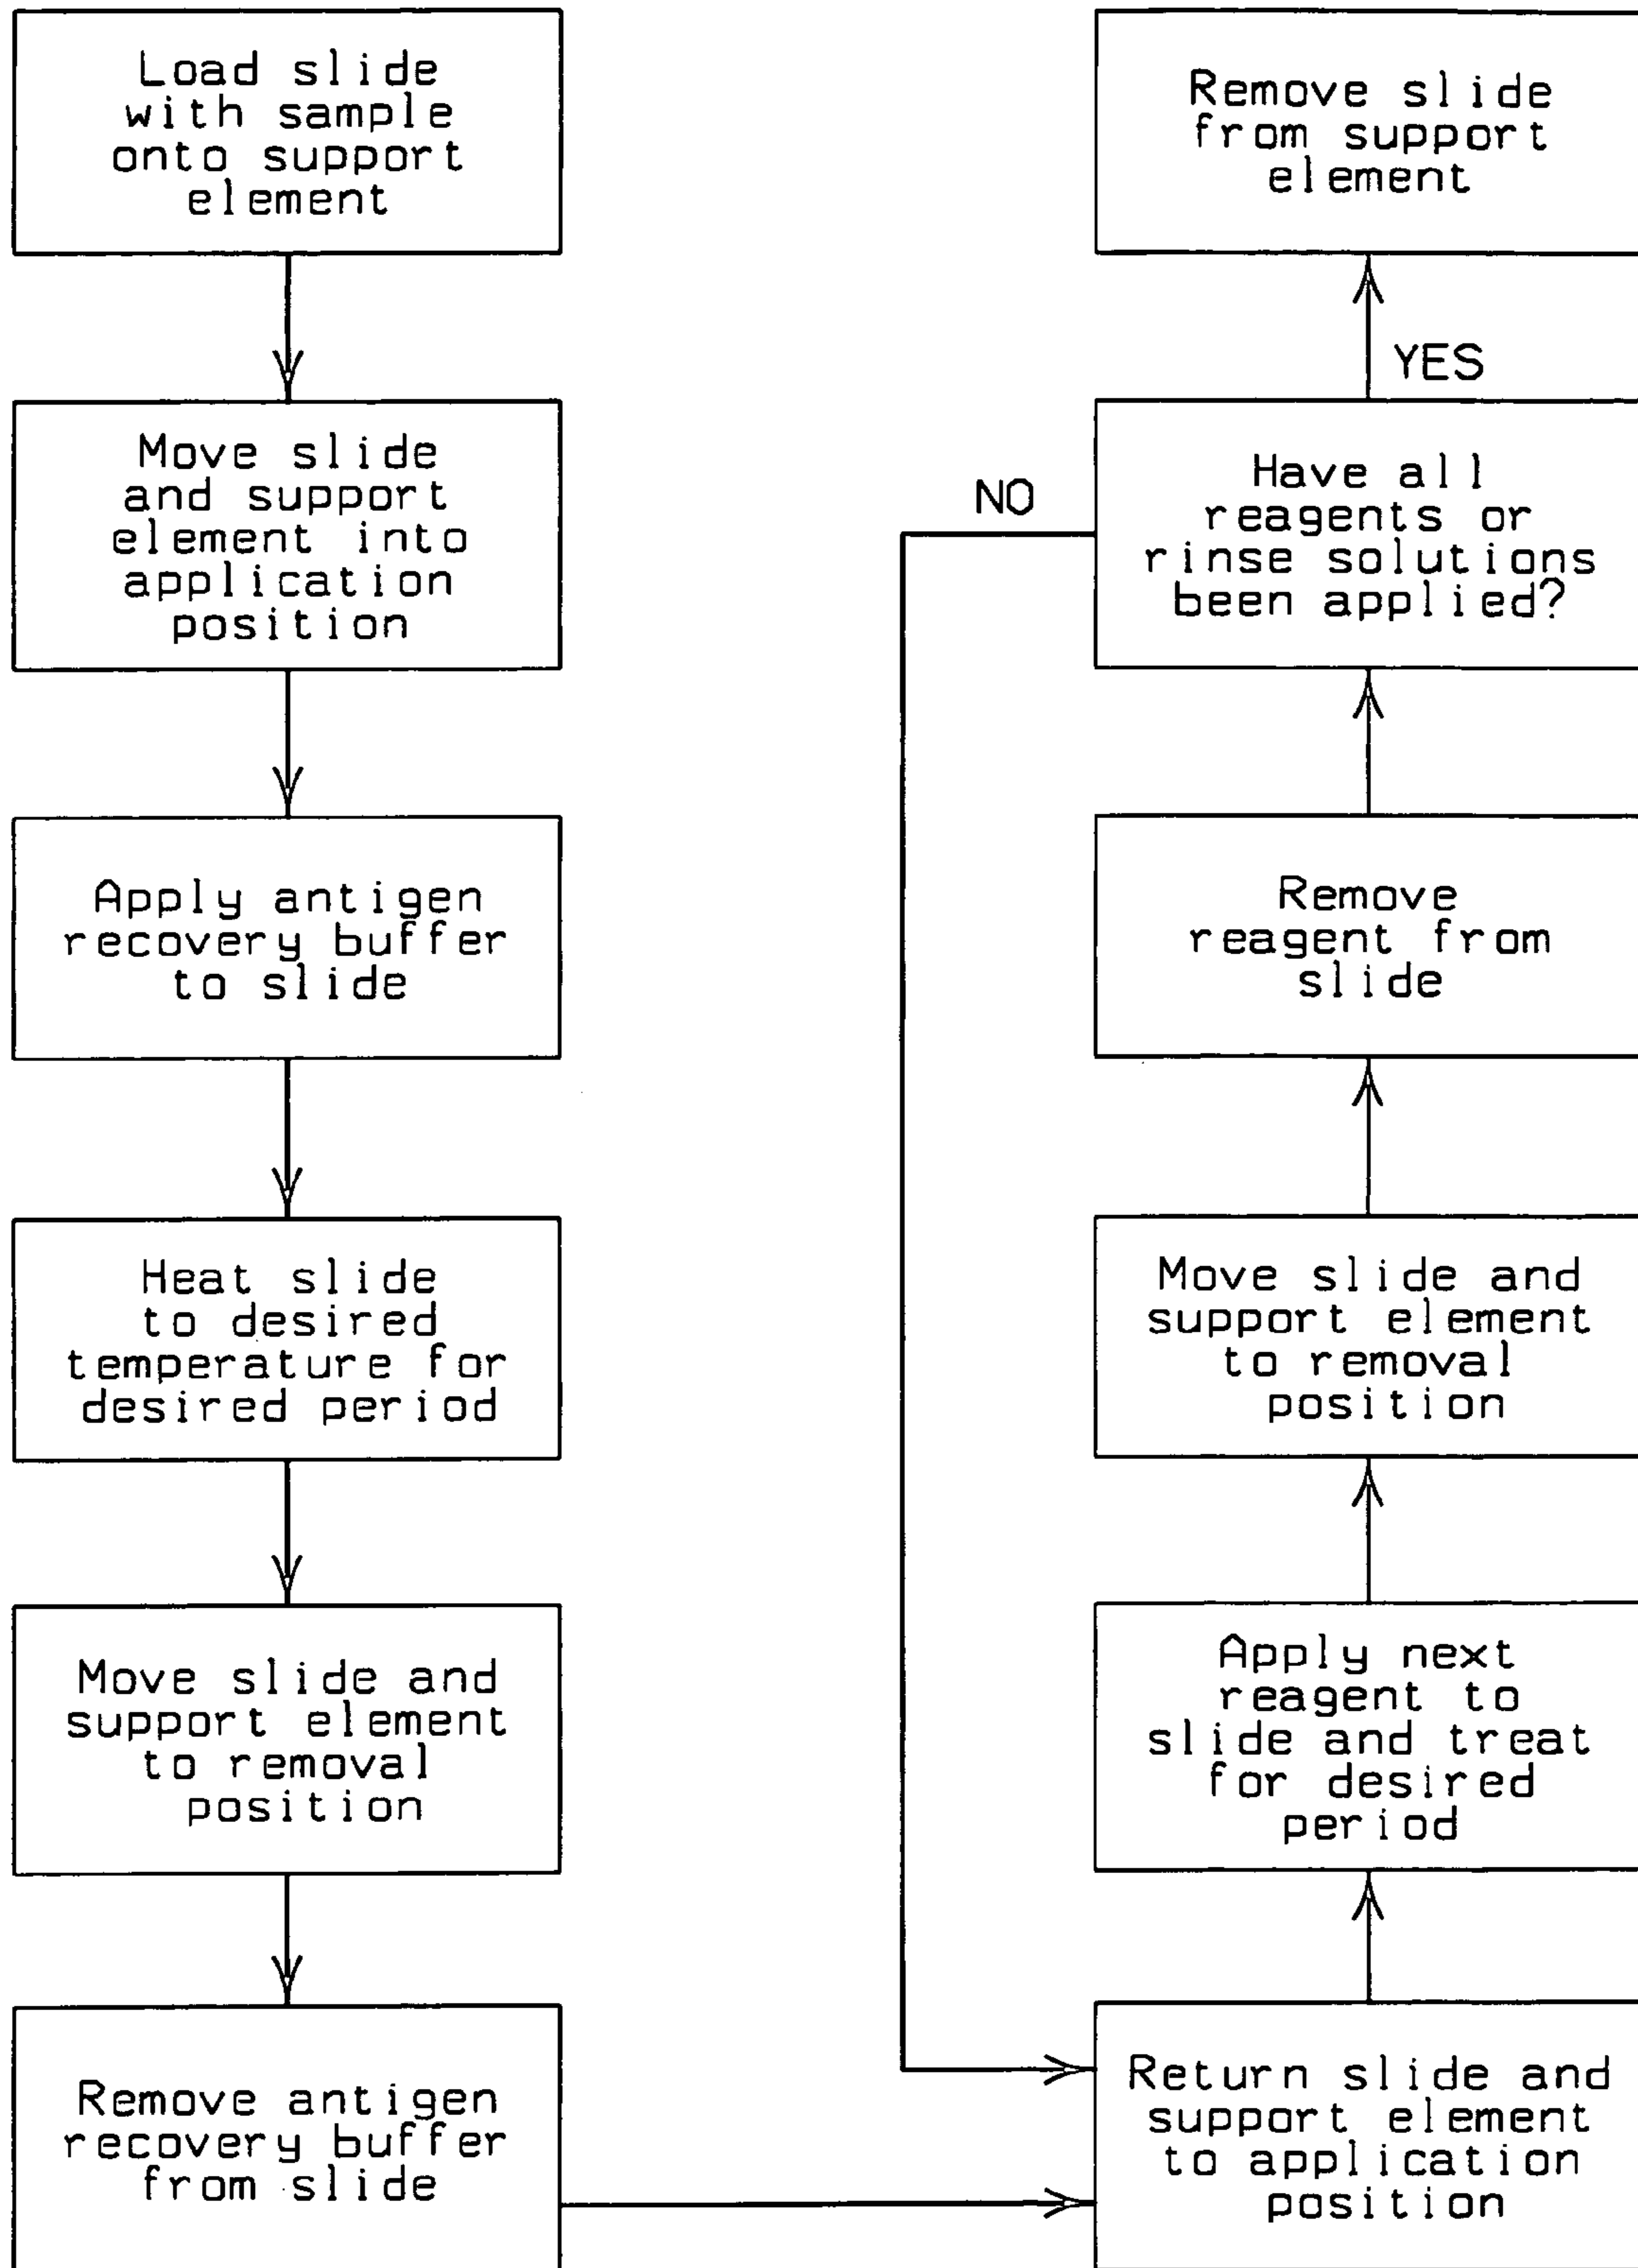 Load slide
with sample
onto support
element
Move slide
and support
element into
application
position
Apply antigen
recovery buffer
to slide
Heat slide
to desired
temperature for
desired period
Move slide and
support element
to removal
position
Remove antigen
recovery buffer
from slide
Remove slide
from support
element
YES
Have all
reagents or
rinse solutions
been applied?
NO
Remove
reagent from
slide
Move slide and
support element
to removal
position
Apply next
reagent to
slide and treat
for desired
period
Return slide and
support element
to application
position